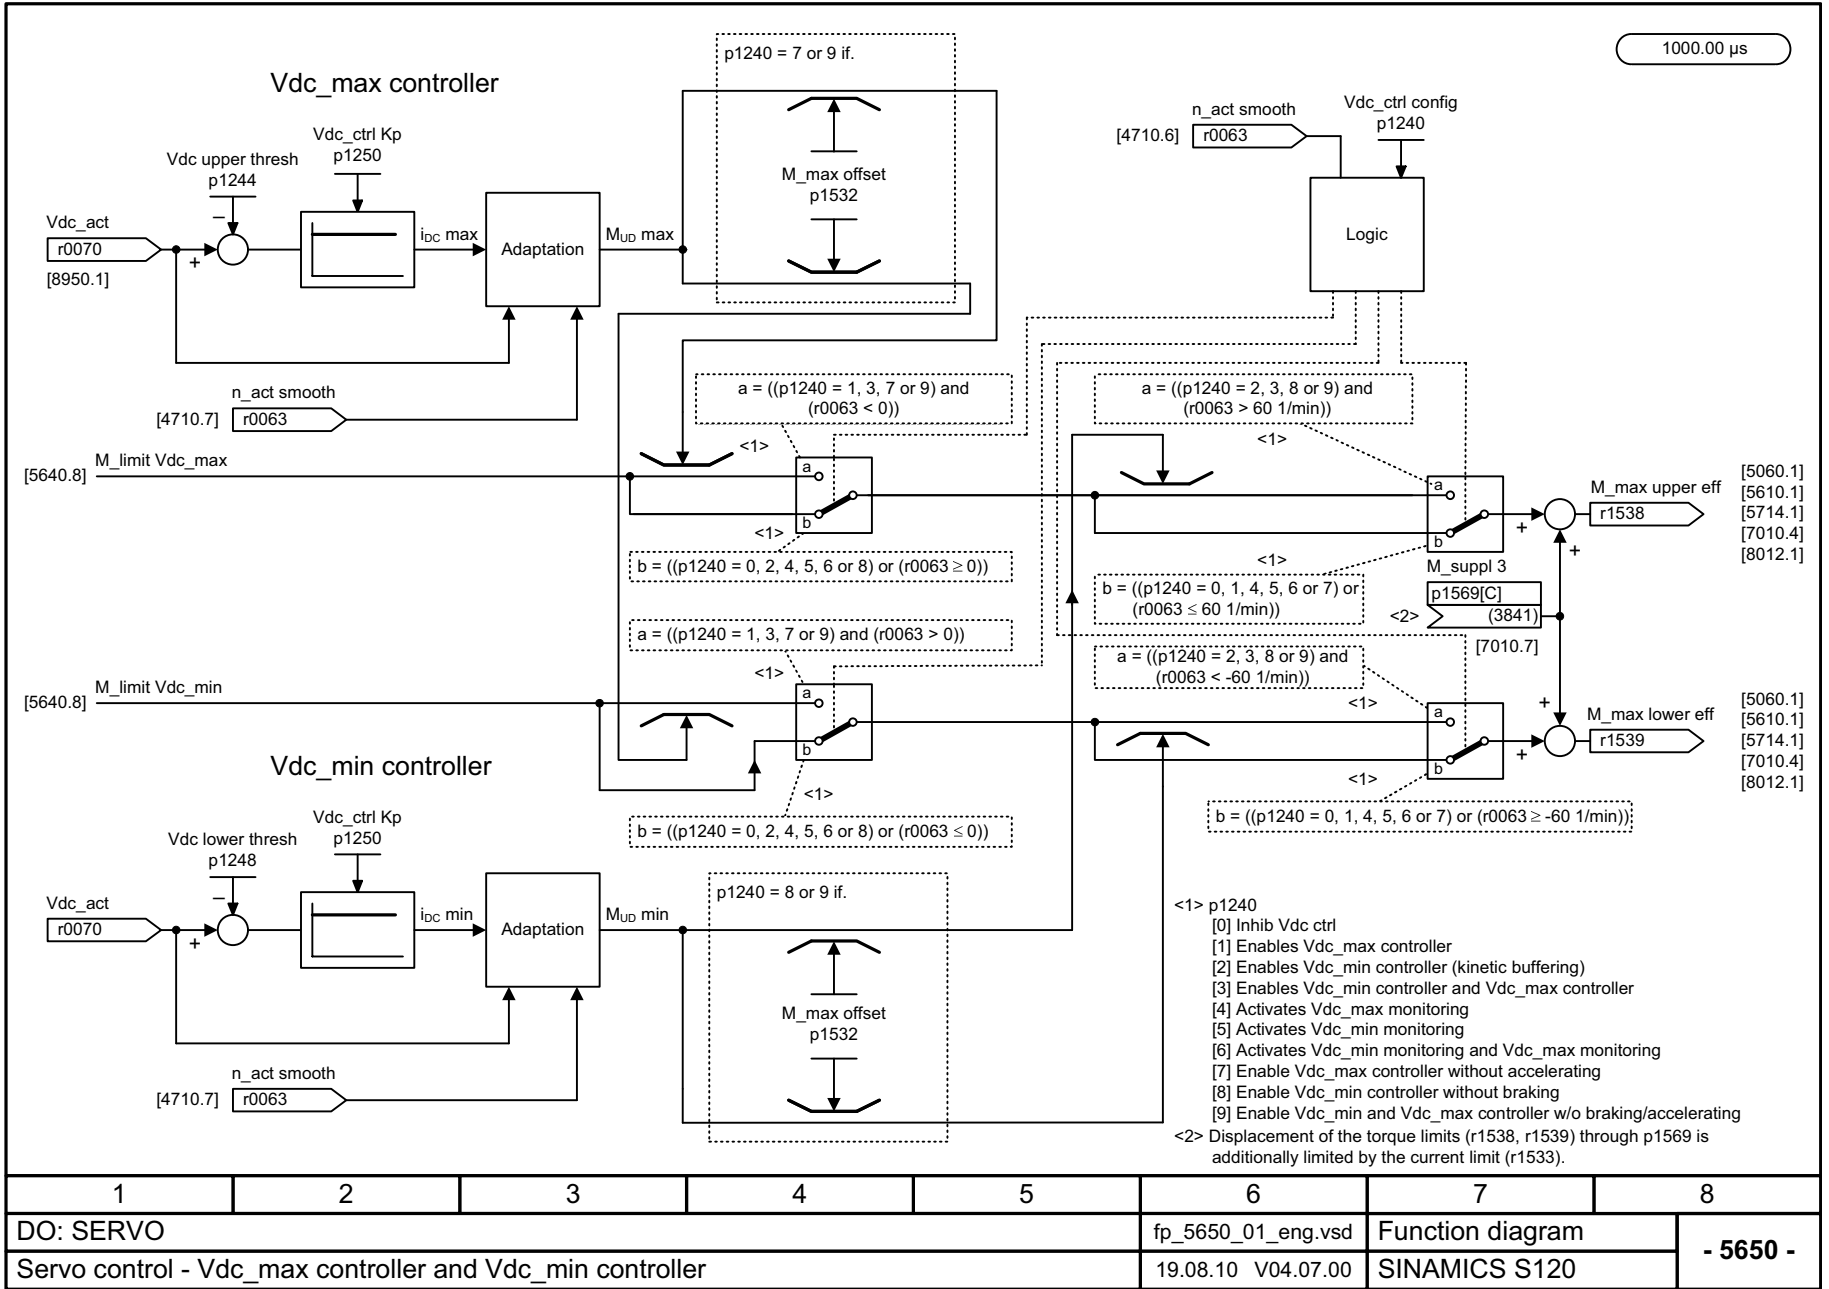 p1240 = 7 or 9 if.
1000.00 µs
Vdc_max controller
n_act smooth
[4710.6]
r0063
Vdc_ctrl config
p1240
Vdc_ctrl Kp
p1250
Vdc upper thresh
p1244
M_max offset
p1532
Logic
Vdc_act
r0070
[8950.1]
–
+
iDC max
Adaptation
MUD max
n_act smooth
[4710.7]
r0063
a = ((p1240 = 1, 3, 7 or 9) and
(r0063 < 0))
a = ((p1240 = 2, 3, 8 or 9) and
(r0063 > 60 1/min))
<1>
<1>
[5640.8]
M_limit Vdc_max
a
b
<1>
b = ((p1240 = 0, 2, 4, 5, 6 or 8) or (r0063 ≥ 0))
a
b
<1>
b = ((p1240 = 0, 1, 4, 5, 6 or 7) or
(r0063 ≤ 60 1/min))
+
+
M_max upper eff
r1538
[5060.1]
[5610.1]
[5714.1]
[7010.4]
[8012.1]
M_suppl 3
p1569[C]
<2>
(3841)
[7010.7]
a = ((p1240 = 1, 3, 7 or 9) and (r0063 > 0))
a = ((p1240 = 2, 3, 8 or 9) and
(r0063 < -60 1/min))
<1>
<1>
[5640.8]
M_limit Vdc_min
a
b
<1>
b = ((p1240 = 0, 2, 4, 5, 6 or 8) or (r0063 ≤ 0))
a
b
<1>
b = ((p1240 = 0, 1, 4, 5, 6 or 7) or (r0063 ≥ -60 1/min))
+
+
M_max lower eff
r1539
[5060.1]
[5610.1]
[5714.1]
[7010.4]
[8012.1]
Vdc_min controller
Vdc_ctrl Kp
p1250
Vdc lower thresh
p1248
Vdc_act
r0070
–
+
iDC min
Adaptation
MUD min
p1240 = 8 or 9 if.
M_max offset
p1532
n_act smooth
[4710.7]
r0063
<1> p1240
[0] Inhib Vdc ctrl
[1] Enables Vdc_max controller
[2] Enables Vdc_min controller (kinetic buffering)
[3] Enables Vdc_min controller and Vdc_max controller
[4] Activates Vdc_max monitoring
[5] Activates Vdc_min monitoring
[6] Activates Vdc_min monitoring and Vdc_max monitoring
[7] Enable Vdc_max controller without accelerating
[8] Enable Vdc_min controller without braking
[9] Enable Vdc_min and Vdc_max controller w/o braking/accelerating
<2> Displacement of the torque limits (r1538, r1539) through p1569 is
additionally limited by the current limit (r1533).
1 2 3 4 5 6 7 8
DO: SERVO
fp_5650_01_eng.vsd
Function diagram
- 5650 -
Servo control - Vdc_max controller and Vdc_min controller
19.08.10 V04.07.00
SINAMICS S120